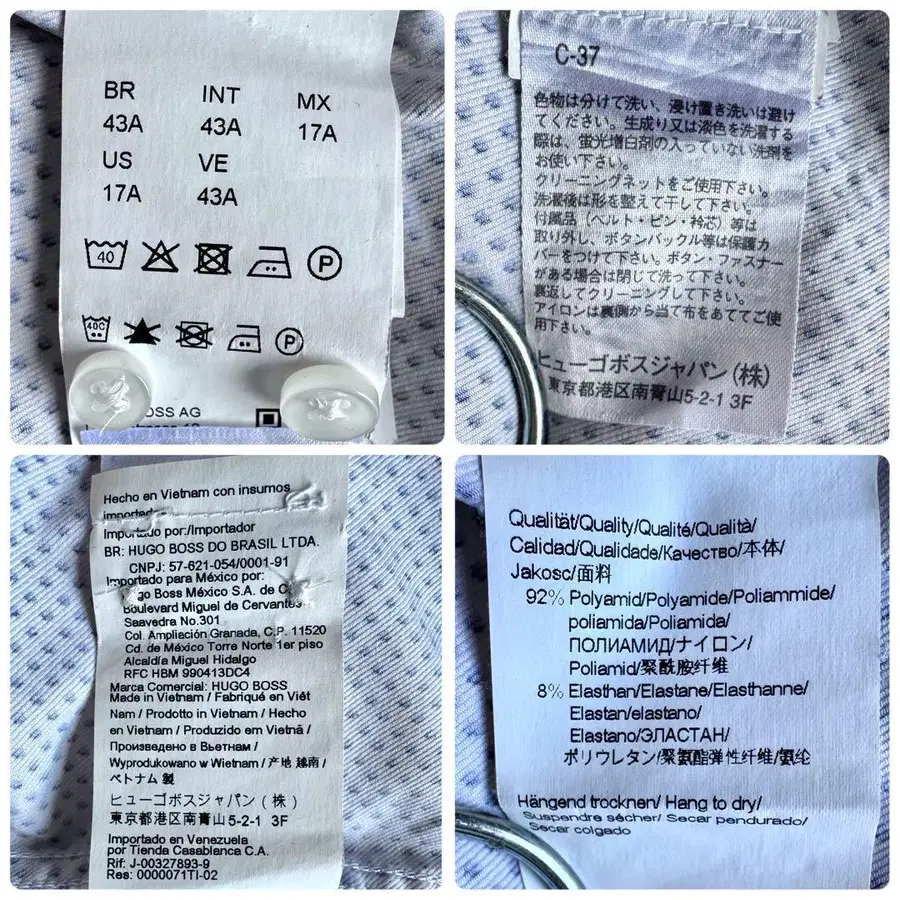 BR
43A
INT
43A
MX
17A
US
17A
VE
43A
40
P
40C
P
OSS AG
C-37
色物は分けて洗い、浸け置き洗いは避け
てください。生成り又は淡色を洗濯する
際は、蛍光増白剤の入っていない洗剤を
お使い下さい。
クリーニングネットをご使用下さい。
洗濯後は形を整えて干して下さい。
付属品（ベルト・ピン・衿芯）等は
取り外し、ボタンバックル等は保護カ
バーをつけて下さい。ボタン・ファスナー
がある場合は閉じて洗って下さい。
裏返してクリーニングして下さい。
アイロンは裏側から当て布をあててご使
用下さい。
ヒューゴボスジャパン(株)
東京都港区南青山5-2-1 3F
Hecho en Vietnam con insumos
importad
Importado por:/Importador
BR: HUGO BOSS DO BRASIL LTDA.
CNPJ: 57-621-054/0001-91
Importado para México por:
go Boss México S.A. de C
Boulevard Miguel de Cervantes
Saavedra No.301
Col. Ampliación Granada, C.P. 11520
Cd. de México Torre Norte 1er piso
Alcaldía Miguel Hidalgo
RFC HBM 990413DC4
Marca Comercial: HUGO BOSS
Made in Vietnam / Fabriqué en Viêt
Nam / Prodotto in Vietnam / Hecho
en Vietnam / Produzido em Vietnã /
Произведено в Вьетнам /
Wyprodukowano w Wietnam / 产地 越南 /
ベトナム 製
ヒューゴボスジャパン ( 株 )
東京都港区南青山5-2-1 3F
Importado en Venezuela
por Tienda Casablanca C.A.
Rif: J-00327893-9
Res: 0000071TI-02
Qualität/Quality/Qualité/Qualità/
Calidad/Qualidade/Качество/本体/
Jakosc/面料
92% Polyamid/Polyamide/Poliammide/
poliamida/Poliamida/
ПОЛИАМИД/ナイロン/
Poliamid/聚酰胺纤维
8% Elasthan/Elastane/Elasthanne/
Elastan/elastano/
Elastano/ЭЛАСТАН/
ポリウレタン/聚氨酯弹性纤维/氨纶
Hängend trocknen/ Hang to dry/
Suspendre sécher/ Secar pendurado/
Secar colgado